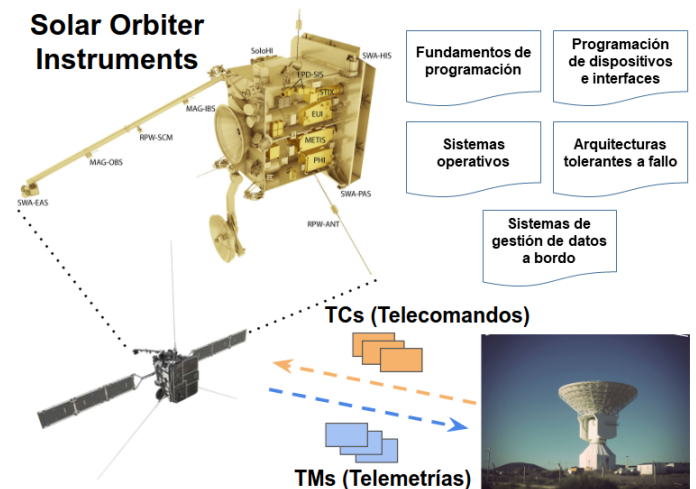 Solar Orbiter
Instruments
SoloHI
SWA-HIS
EPD-SIS
STIX
MAG-IBS
EUI
RPW-SCM
METIS
MAG-OBS
PHI
SWA-EAS
SWA-PAS
RPW-ANT
Fundamentos de
programación
Programación
de dispositivos
e interfaces
Sistemas
operativos
Arquitecturas
tolerantes a fallo
Sistemas de
gestión de datos
a bordo
TCs (Telecomandos)
TMs (Telemetrías)